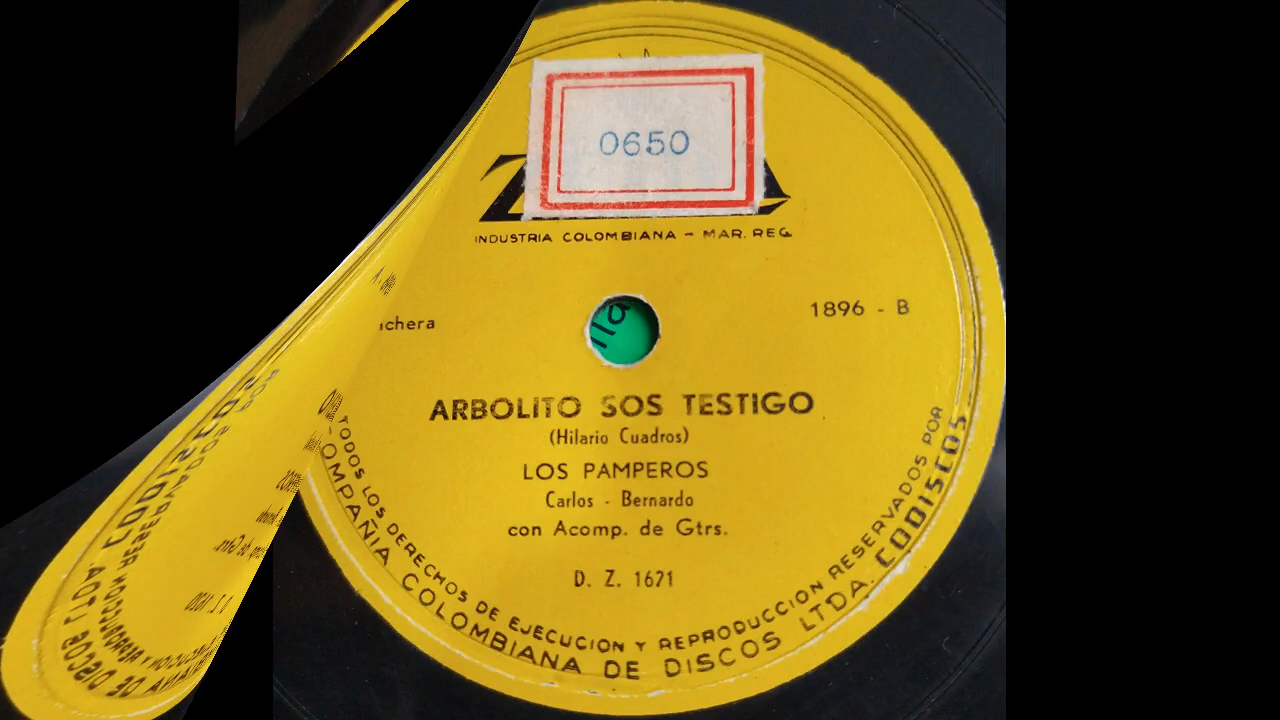 0650
INDUSTRIA COLOMBIANA - MAR. REG.
1896 - B
ARBOLITO SOS TESTIGO
(Hilario Cuadros)
LOS PAMPEROS
Carlos - Bernardo
con Acomp. de Gtrs.
D. Z. 1671
TODOS LOS DERECHOS DE EJECUCION Y REPRODUCCION RESERVADOS POR
COMPAÑIA COLOMBIANA DE DISCOS LTDA. CODISCOS